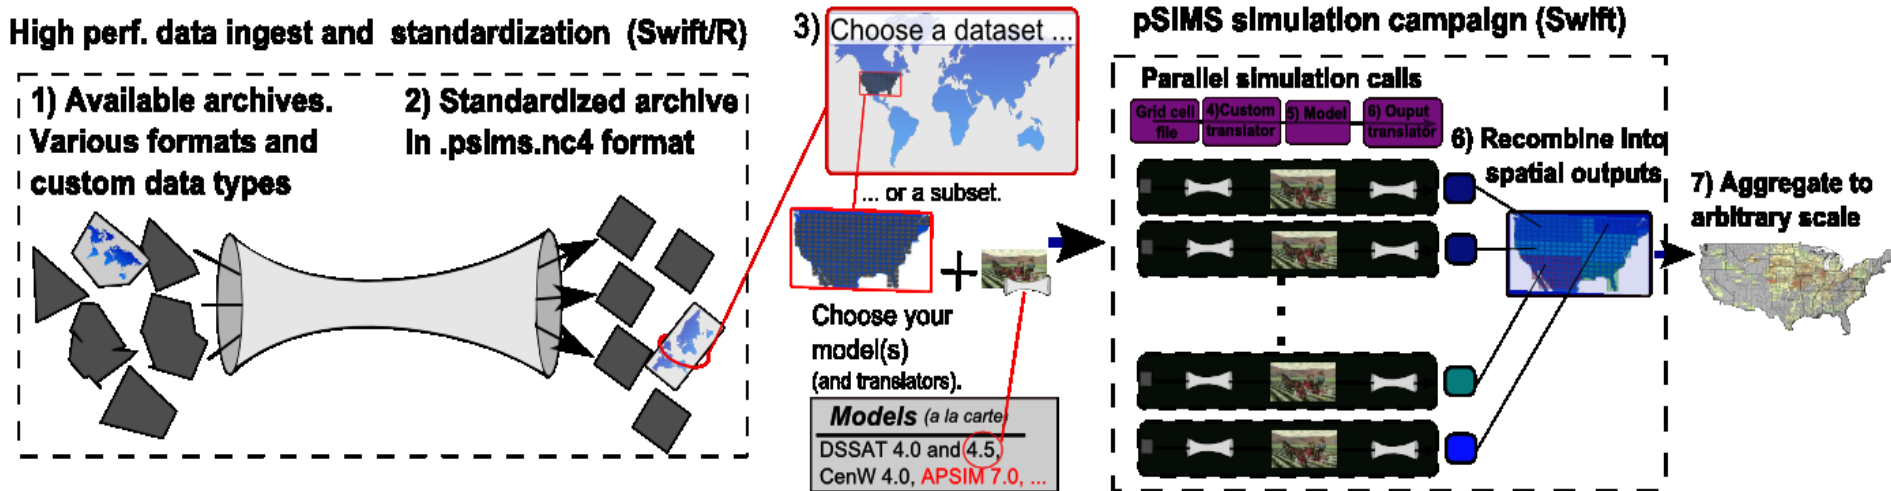 High perf. data ingest and standardization (Swift/R)
1) Available archives.
Various formats and
custom data types
2) Standardized archive
In .psims.nc4 format
3)
Choose a dataset ...
... or a subset.
Choose your
model(s)
(and translators).
Models (a la carte)
DSSAT 4.0 and 4.5,
CenW 4.0, APSIM 7.0, ...
pSIMS simulation campaign (Swift)
Parallel simulation calls
Grid cell
file
4)Custom
translator
5) Model
6) Ouput
translator
6) Recombine into
spatial outputs
7) Aggregate to
arbitrary scale